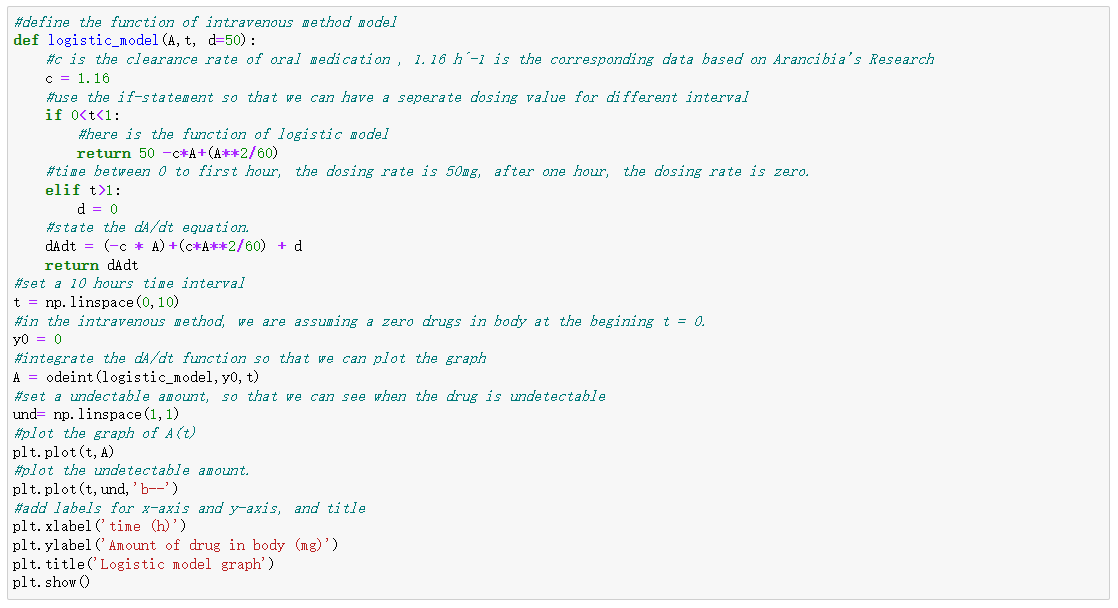 #define the function of intravenous method model
def logistic_model(A,t, d=50):
    #c is the clearance rate of oral medication , 1.16 h^-1 is the corresponding data based on Arancibia's Research
    c = 1.16
    #use the if-statement so that we can have a seperate dosing value for different interval
    if 0<t<1:
        #here is the function of logistic model
        return 50 -c*A+(A**2/60)
    #time between 0 to first hour, the dosing rate is 50mg, after one hour, the dosing rate is zero.
    elif t>1:
        d = 0
    #state the dA/dt equation.
    dAdt = (-c * A)+(c*A**2/60) + d
    return dAdt
#set a 10 hours time interval
t = np.linspace(0,10)
#in the intravenous method, we are assuming a zero drugs in body at the begining t = 0.
y0 = 0
#integrate the dA/dt function so that we can plot the graph
A = odeint(logistic_model,y0,t)
#set a undectable amount, so that we can see when the drug is undetectable
und= np.linspace(1,1)
#plot the graph of A(t)
plt.plot(t,A)
#plot the undetectable amount.
plt.plot(t,und,'b--')
#add labels for x-axis and y-axis, and title
plt.xlabel('time (h)')
plt.ylabel('Amount of drug in body (mg)')
plt.title('Logistic model graph')
plt.show()